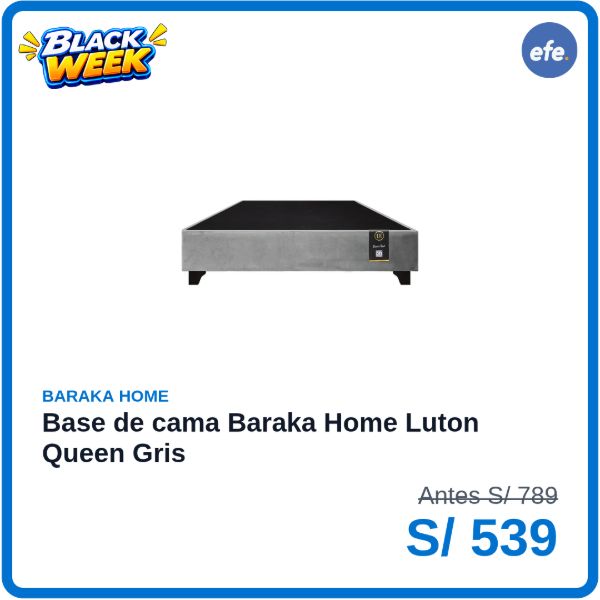 BLACK
WEEK
efe.
BARAKA HOME
Base de cama Baraka Home Luton
Queen Gris
Antes S/ 789
S/ 539